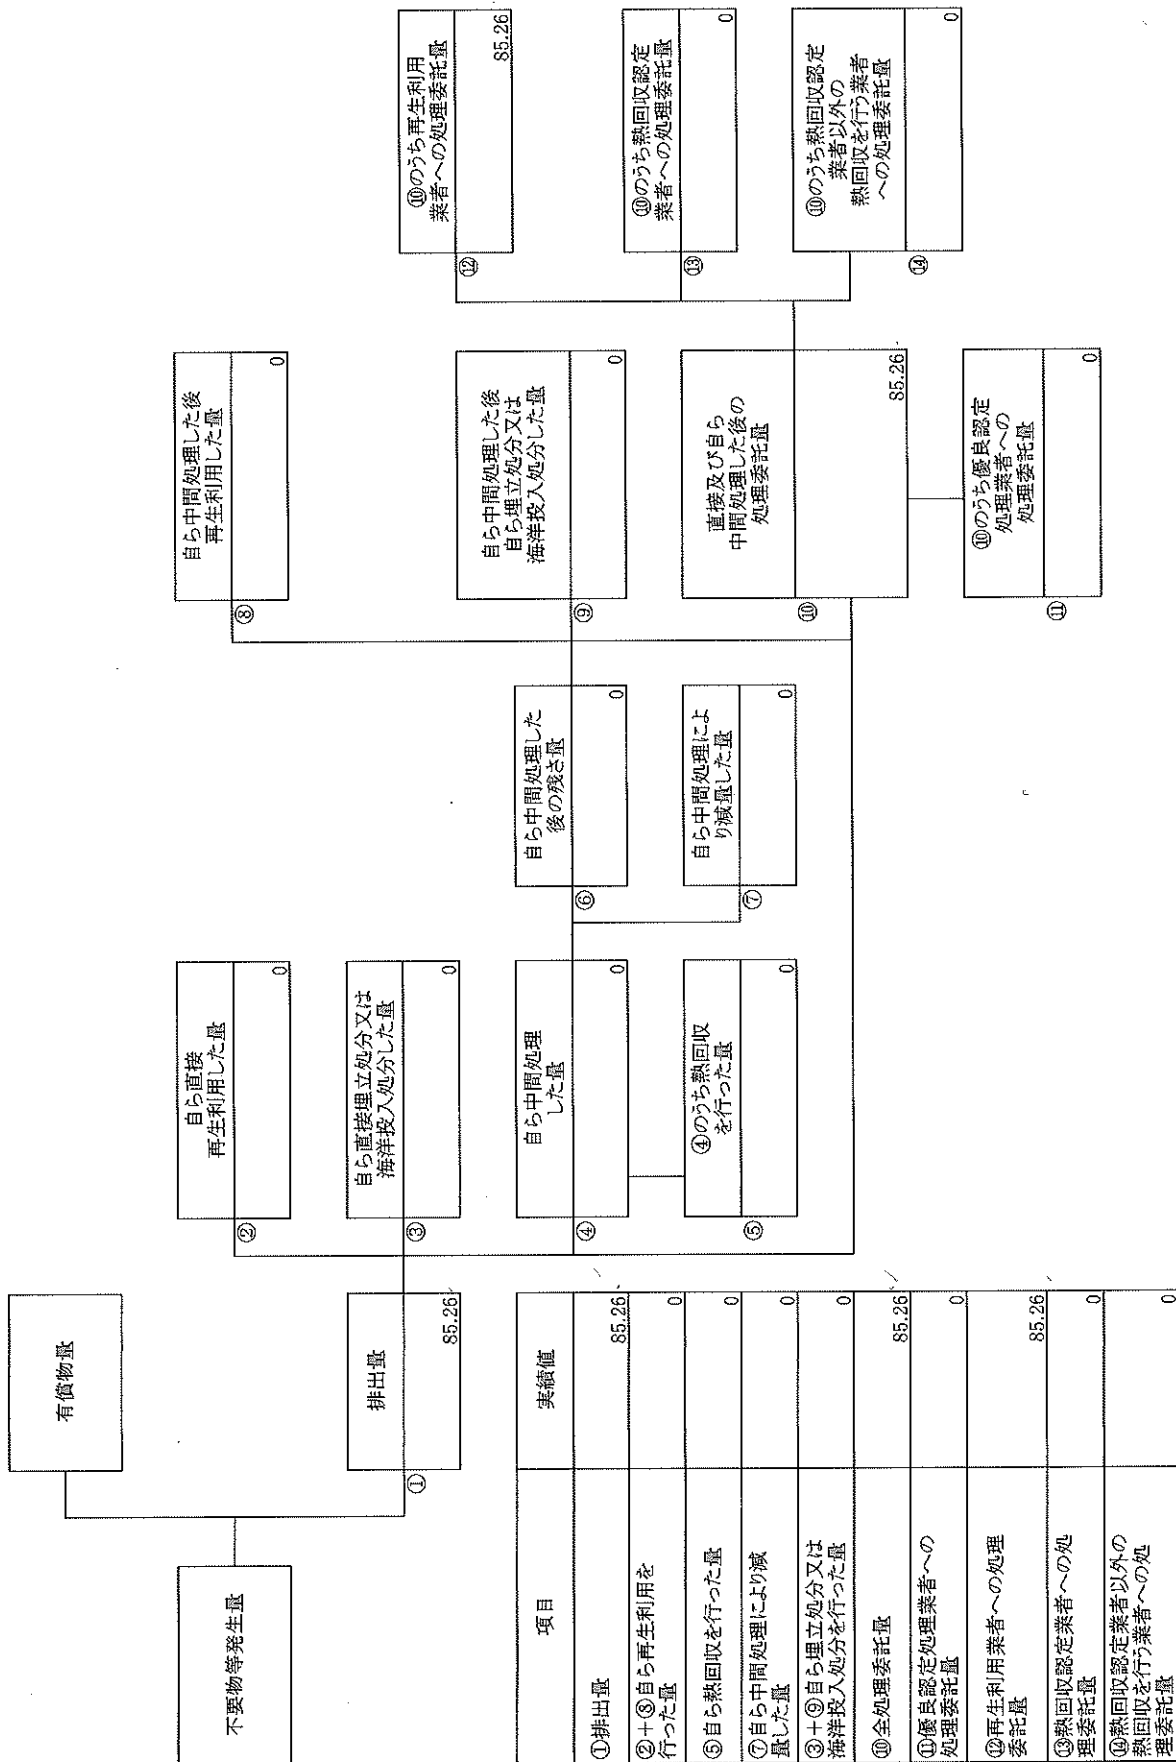 不要物等発生量
有償物量
排出量
①
85.26
自ら直接
再生利用した量
②
0
自ら直接埋立処分又は
海洋投入処分した量
③
0
自ら中間処理
した量
④
0
④のうち熱回収
を行った量
⑤
0
自ら中間処理した
後の残さ量
⑥
0
自ら中間処理によ
り減量した量
⑦
0
自ら中間処理した後
再生利用した量
⑧
0
自ら中間処理した後
自ら埋立処分又は
海洋投入処分した量
⑨
0
直接及び自ら
中間処理した後の
処理委託量
⑩
85.26
⑩のうち優良認定
処理業者への
処理委託量
⑪
0
⑩のうち再生利用
業者への処理委託量
⑫
85.26
⑩のうち熱回収認定
業者への処理委託量
⑬
0
⑩のうち熱回収認定
業者以外の
熱回収を行う業者
への処理委託量
⑭
0
項目 実績値
①排出量 85.26
②+⑧自ら再生利用を
行った量 0
⑤自ら熱回収を行った量 0
⑦自ら中間処理により減
量した量 0
③+⑨自ら埋立処分又は
海洋投入処分を行った量 0
⑩全処理委託量 85.26
⑪優良認定処理業者への
処理委託量 0
⑫再生利用業者への処理
委託量 85.26
⑬熱回収認定業者への処
理委託量 0
⑭熱回収認定業者以外の
熱回収を行う業者への処
理委託量 0